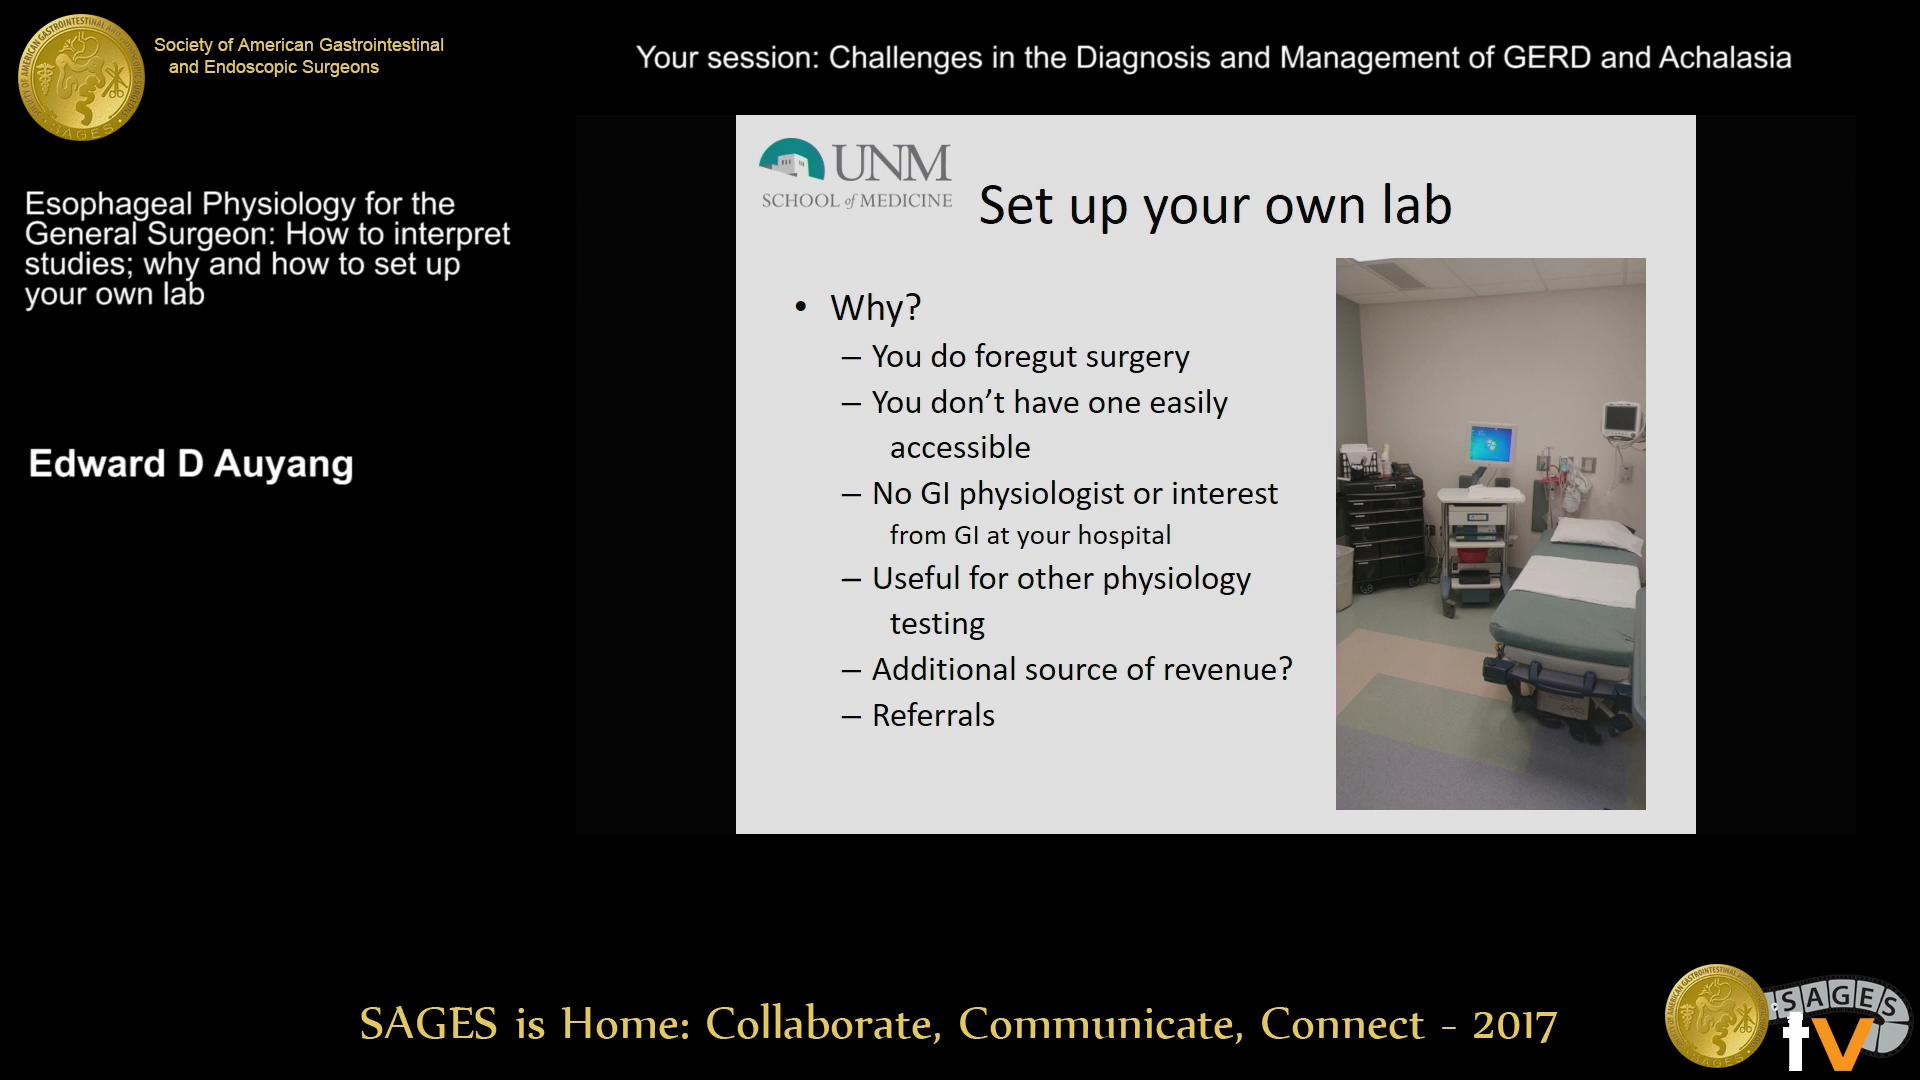 Society of American Gastrointestinal
and Endoscopic Surgeons
Your session: Challenges in the Diagnosis and Management of GERD and Achalasia
Esophageal Physiology for the
General Surgeon: How to interpret
studies; why and how to set up
your own lab
Edward D Auyang
UNM
SCHOOL of MEDICINE
Set up your own lab
• Why?
– You do foregut surgery
– You don’t have one easily
accessible
– No GI physiologist or interest
from GI at your hospital
– Useful for other physiology
testing
– Additional source of revenue?
– Referrals
SAGES is Home: Collaborate, Communicate, Connect - 2017
SAGES
tv